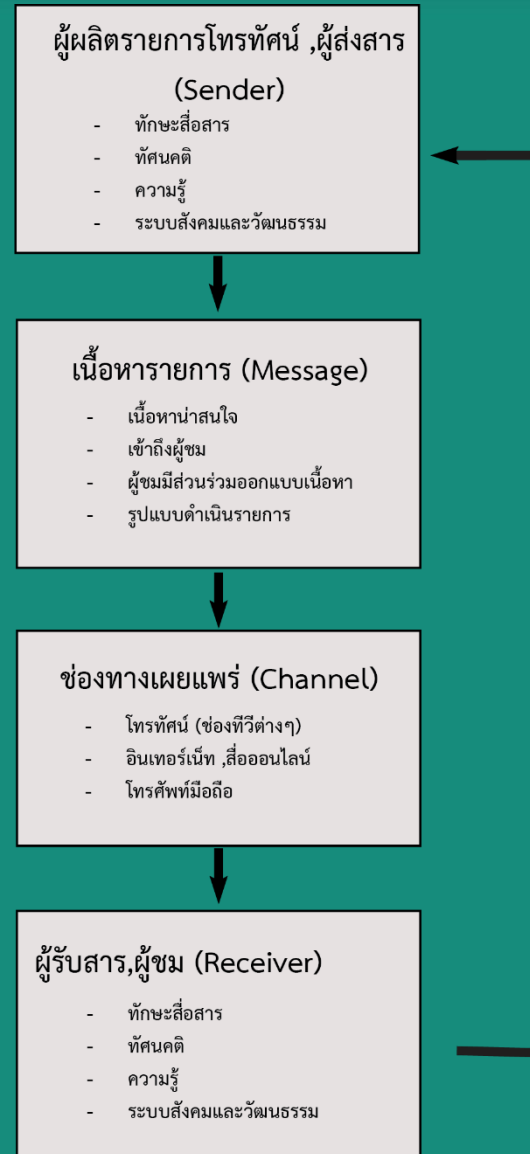 ผู้ผลิตรายการโทรทัศน์ ,ผู้ส่งสาร
(Sender)
- ทักษะสื่อสาร
- ทัศนคติ
- ความรู้
- ระบบสังคมและวัฒนธรรม
เนื้อหารายการ (Message)
- เนื้อหาน่าสนใจ
- เข้าถึงผู้ชม
- ผู้ชมมีส่วนร่วมออกแบบเนื้อหา
- รูปแบบดำเนินรายการ
ช่องทางเผยแพร่ (Channel)
- โทรทัศน์ (ช่องทีวีต่างๆ)
- อินเทอร์เน็ท ,สื่อออนไลน์
- โทรศัพท์มือถือ
ผู้รับสาร,ผู้ชม (Receiver)
- ทักษะสื่อสาร
- ทัศนคติ
- ความรู้
- ระบบสังคมและวัฒนธรรม